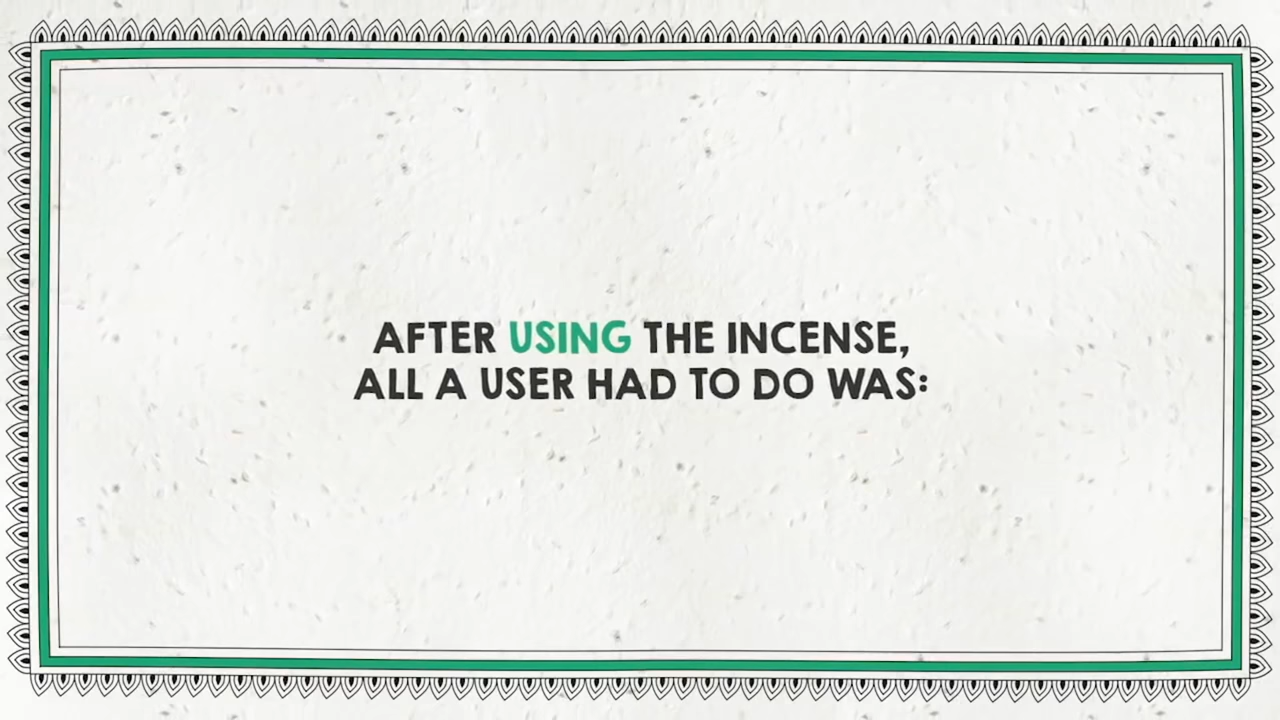 AFTER USING THE INCENSE,
ALL A USER HAD TO DO WAS: